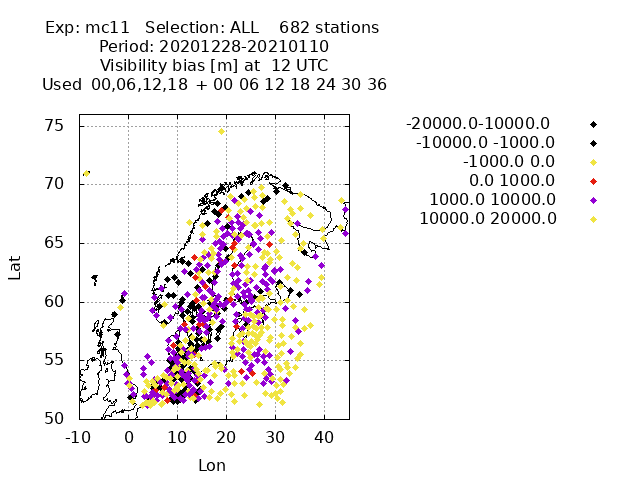 Exp: mc11 Selection: ALL 682 stations
Period: 20201228-20210110
Visibility bias [m] at 12 UTC
Used 00,06,12,18 + 00 06 12 18 24 30 36
-20000.0-10000.0
-10000.0 -1000.0
-1000.0 0.0
0.0 1000.0
1000.0 10000.0
10000.0 20000.0
75
70
65
60
55
50
Lat
-10 0 10 20 30 40
Lon